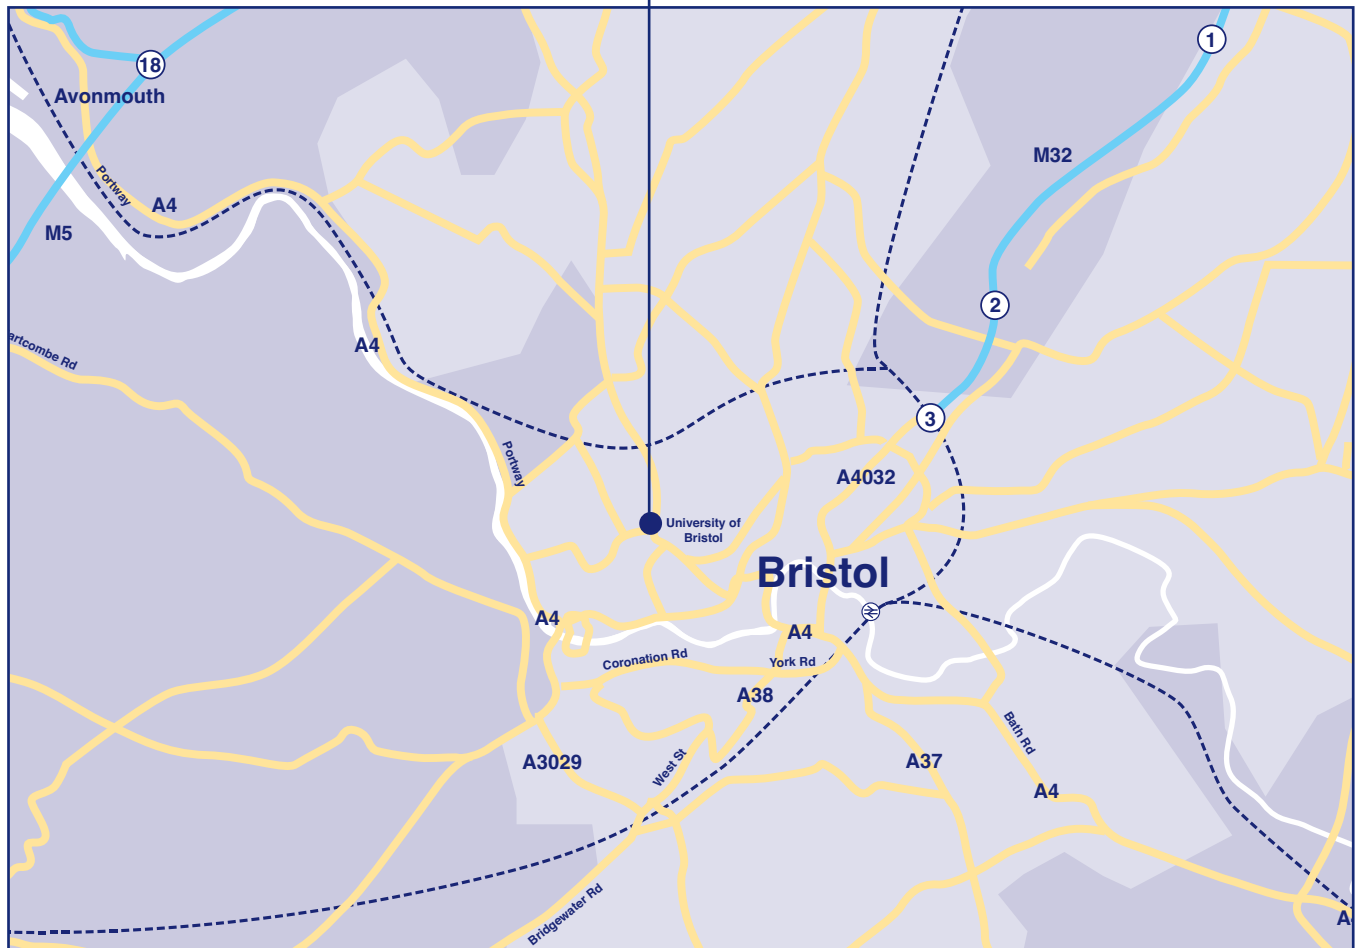 1
18
Avonmouth
M32
Portway
A4
M5
2
artcombe Rd
A4
3
Portway
A4032
University of
Bristol
Bristol
A4
A4
Coronation Rd
York Rd
A38
Bath Rd
A3029
West St
A37
A4
Bridgewater Rd
A4